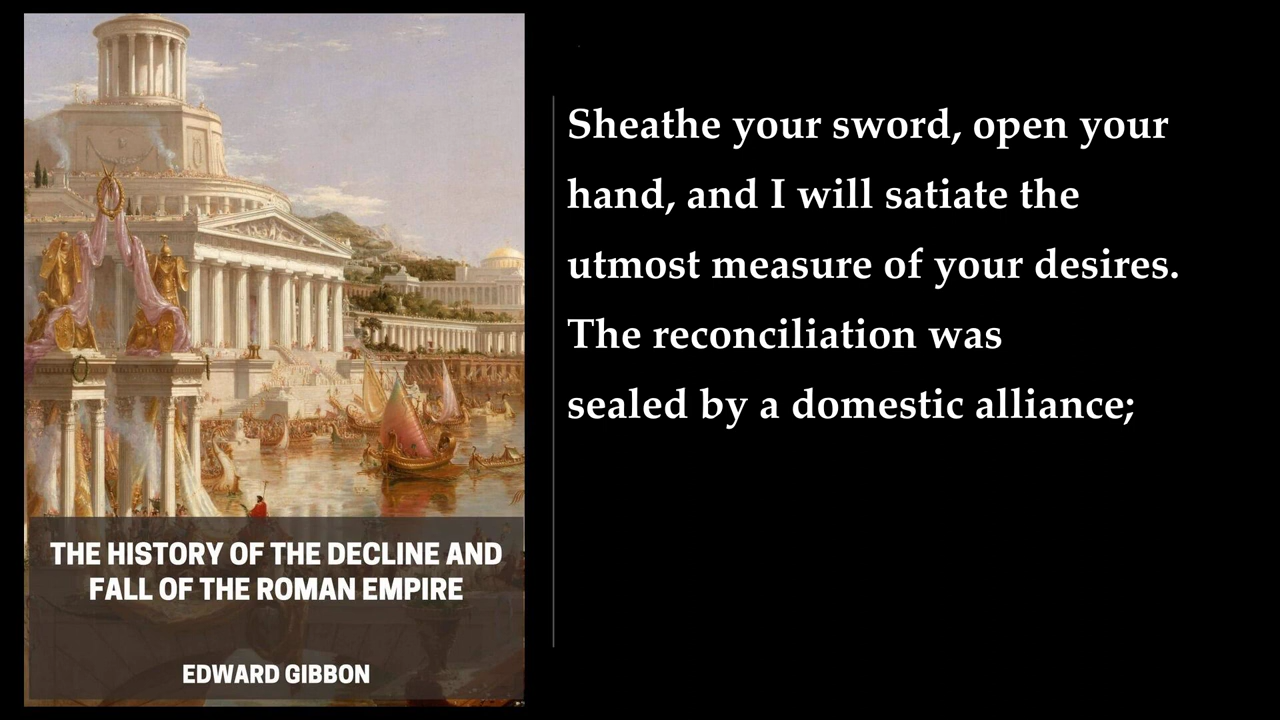 THE HISTORY OF THE DECLINE AND
FALL OF THE ROMAN EMPIRE
EDWARD GIBBON
Sheathe your sword, open your
hand, and I will satiate the
utmost measure of your desires.
The reconciliation was
sealed by a domestic alliance;